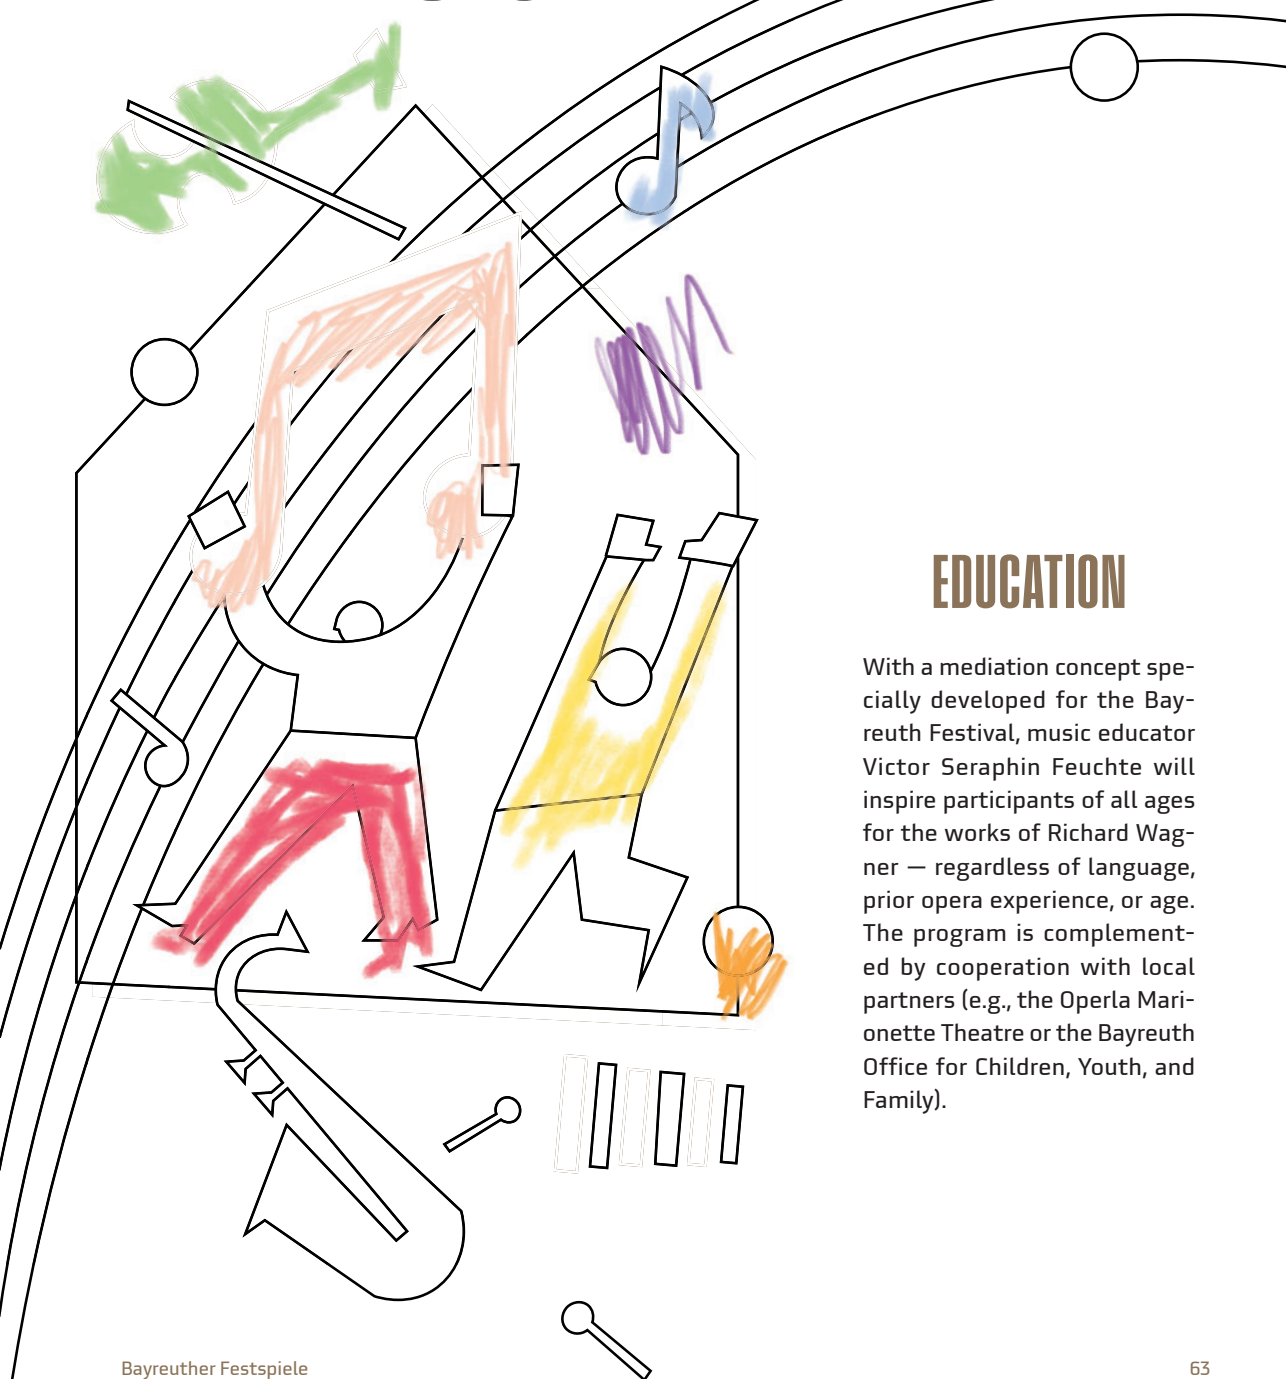 EDUCATION
With a mediation concept spe-
cially developed for the Bay-
reuth Festival, music educator
Victor Seraphin Feuchte will
inspire participants of all ages
for the works of Richard Wag-
ner — regardless of language,
prior opera experience, or age.
The program is complement-
ed by cooperation with local
partners (e.g., the Operla Mari-
onette Theatre or the Bayreuth
Office for Children, Youth, and
Family).
Bayreuther Festspiele
63